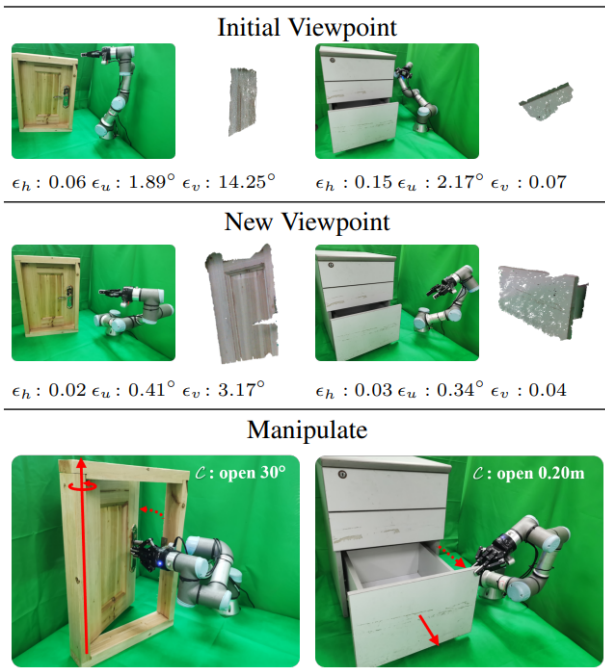 Initial Viewpoint
ϵₕ : 0.06 ϵᵤ : 1.89° ϵᵥ : 14.25° ϵₕ : 0.15 ϵᵤ : 2.17° ϵᵥ : 0.07
New Viewpoint
ϵₕ : 0.02 ϵᵤ : 0.41° ϵᵥ : 3.17° ϵₕ : 0.03 ϵᵤ : 0.34° ϵᵥ : 0.04
Manipulate
𝒞 : open 30° 𝒞 : open 0.20m